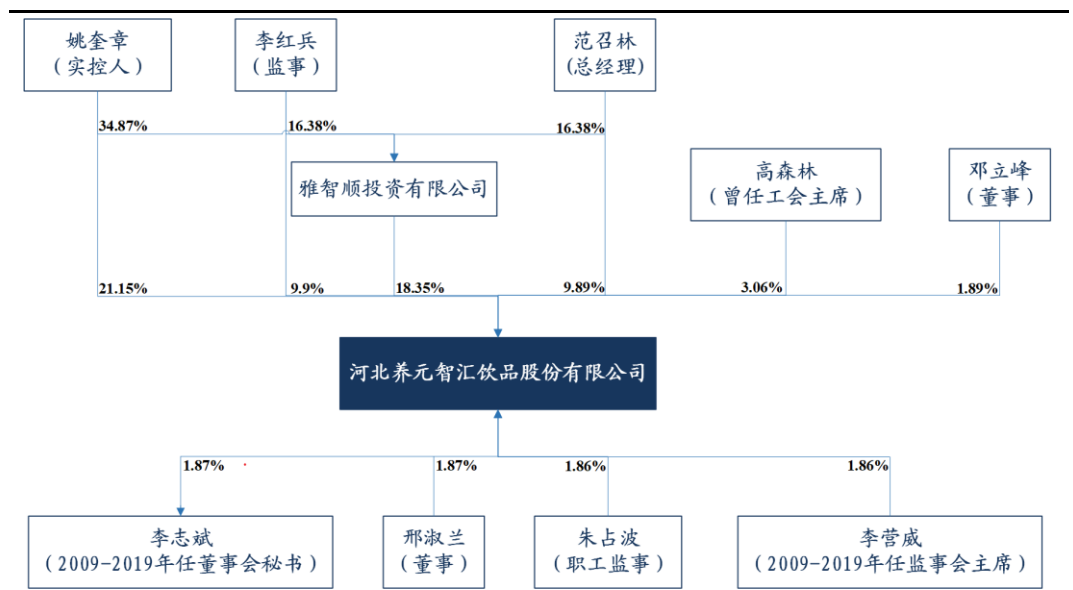 姚奎章
（实控人）
李红兵
（监事）
范召林
(总经理)
34.87%
16.38%
16.38%
雅智顺投资有限公司
高森林
（曾任工会主席）
邓立峰
（董事）
21.15%
9.9%
18.35%
9.89%
3.06%
1.89%
河北养元智汇饮品股份有限公司
1.87%
1.87%
1.86%
1.86%
李志斌
（2009-2019年任董事会秘书）
邢淑兰
（董事）
朱占波
（职工监事）
李营威
（2009-2019年任监事会主席）